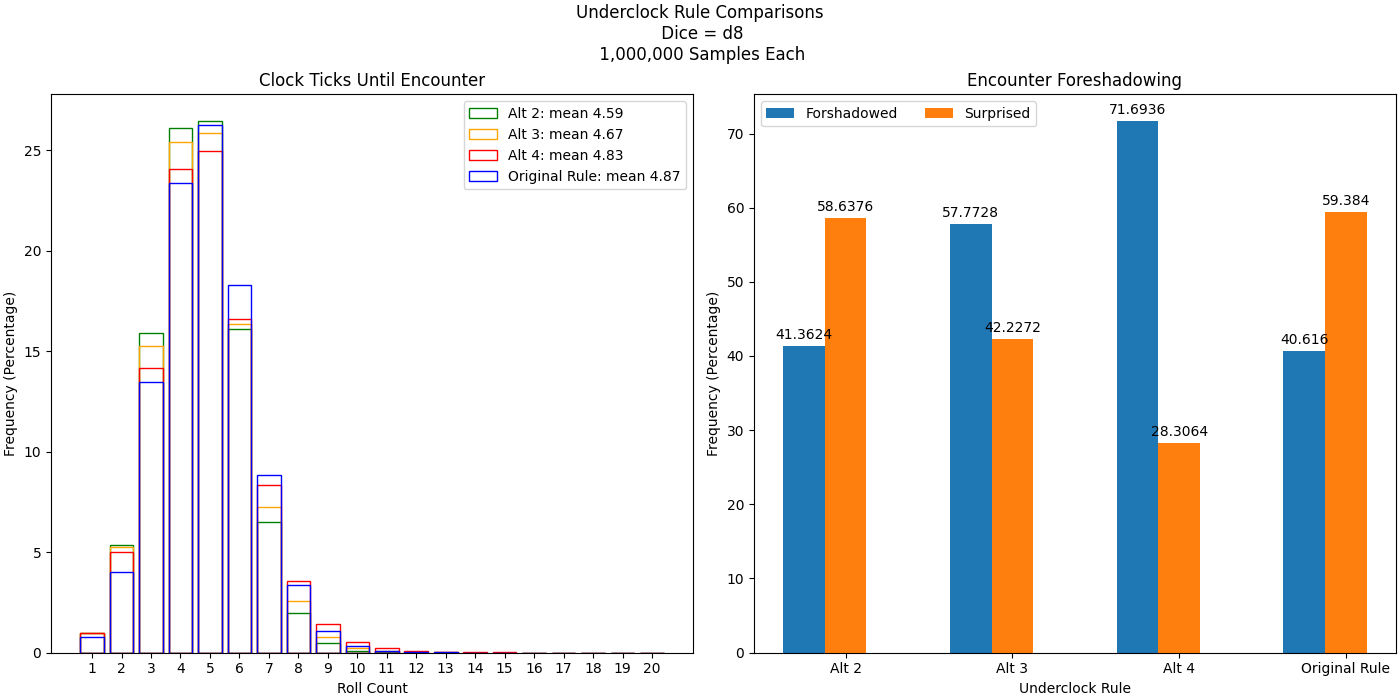 Underclock Rule Comparisons
Dice = d8
1,000,000 Samples Each
Clock Ticks Until Encounter
Alt 2: mean 4.59
Alt 3: mean 4.67
Alt 4: mean 4.83
Original Rule: mean 4.87
Frequency (Percentage)
25
20
15
10
5
0
1 2 3 4 5 6 7 8 9 10 11 12 13 14 15 16 17 18 19 20
Roll Count
Encounter Foreshadowing
Forshadowed Surprised
Frequency (Percentage)
70
60
50
40
30
20
10
0
41.3624
58.6376
57.7728
42.2272
71.6936
28.3064
40.616
59.384
Alt 2 Alt 3 Alt 4 Original Rule
Underclock Rule